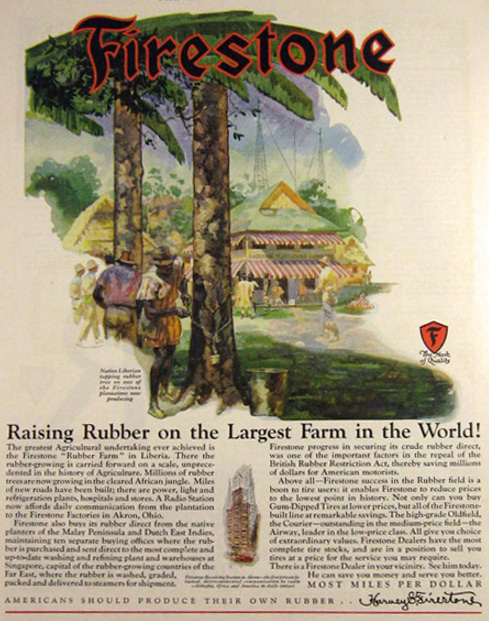 Firestone
F
The Mark
of Quality
Native Liberian
tapping rubber
tree on one of
the Firestone
plantations now
producing
Raising Rubber on the Largest Farm in the World!
The greatest Agricultural undertaking ever achieved is
the Firestone "Rubber Farm" in Liberia. There the
rubber-growing is carried forward on a scale, unprece-
dented in the history of Agriculture. Millions of rubber
trees are now growing in the cleared African jungle. Miles
of new roads have been built; there are power, light and
refrigeration plants, hospitals and stores. A Radio Station
now affords daily communication from the plantation
to the Firestone Factories in Akron, Ohio.
Firestone also buys its rubber direct from the native
planters of the Malay Peninsula and Dutch East Indies,
maintaining ten separate buying offices where the rub-
ber is purchased and sent direct to the most complete and
up-to-date washing and refining plant and warehouses at
Singapore, capital of the rubber-growing countries of the
Far East, where the rubber is washed, graded,
packed and delivered to steamers for shipment.
Firestone progress in securing its crude rubber direct,
was one of the important factors in the repeal of the
British Rubber Restriction Act, thereby saving millions
of dollars for American motorists.
Above all—Firestone success in the Rubber field is a
boon to tire users: it enables Firestone to reduce prices
to the lowest point in history. Not only can you buy
Gum-Dipped Tires at lower prices, but all of the Firestone-
built line at remarkable savings. The high-grade Oldfield,
the Courier—outstanding in the medium-price field—the
Airway, leader in the low-price class. All give you choice
of extraordinary values. Firestone Dealers have the most
complete tire stocks, and are in a position to sell you
tires at a price for the service you may require.
There is a Firestone Dealer in your vicinity. See him today.
He can save you money and serve you better.
MOST MILES PER DOLLAR
AMERICANS SHOULD PRODUCE THEIR OWN RUBBER . . . Harvey S. Firestone